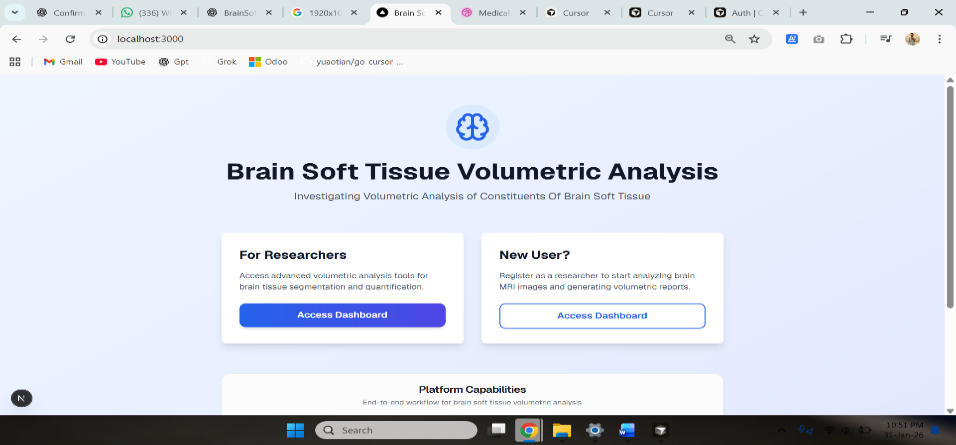 Confirm
(336) W
BrainSo
1920x10
Brain So
Medical
Cursor
Cursor
Auth | C
localhost:3000
Gmail
YouTube
Gpt
Grok
Odoo
yuaotian/go-cursor ...
Brain Soft Tissue Volumetric Analysis
Investigating Volumetric Analysis of Constituents Of Brain Soft Tissue
For Researchers
Access advanced volumetric analysis tools for
brain tissue segmentation and quantification.
Access Dashboard
New User?
Register as a researcher to start analyzing brain
MRI images and generating volumetric reports.
Access Dashboard
Platform Capabilities
End-to-end workflow for brain soft tissue volumetric analysis
N
Search
10:51 PM
31-Jan-26